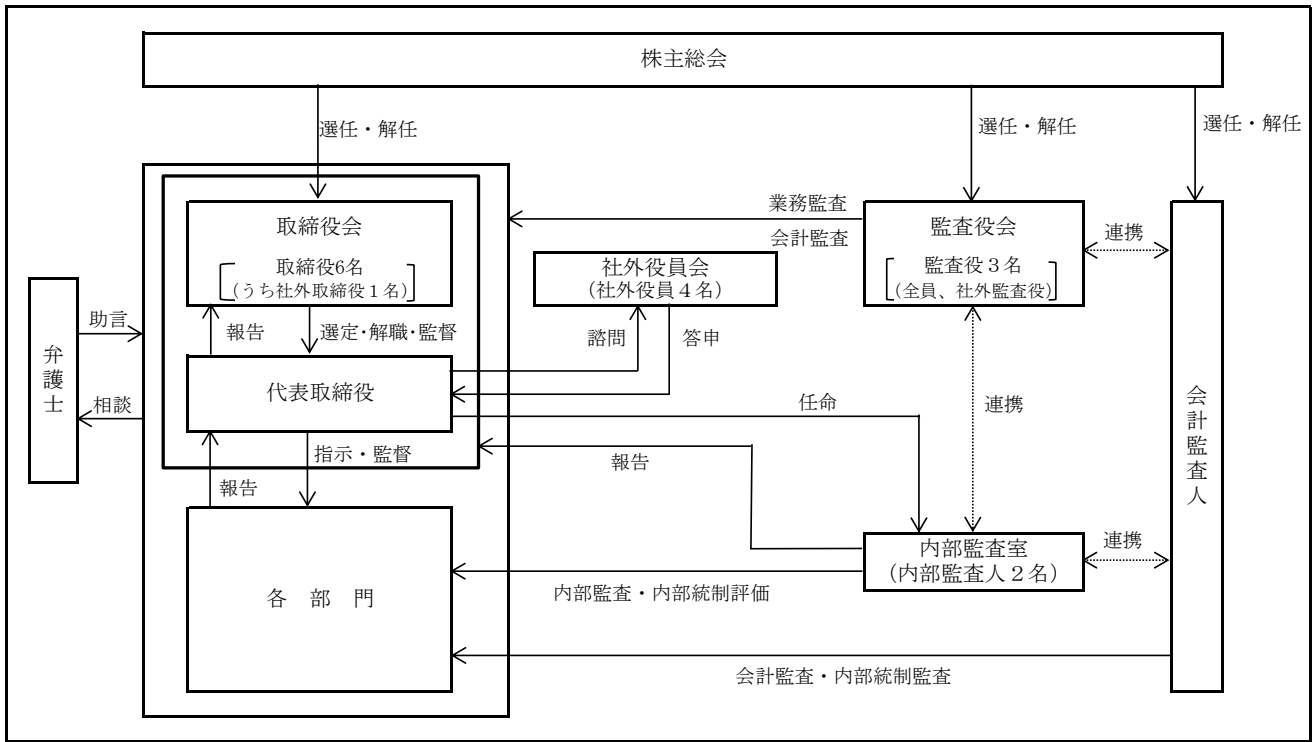 株主総会
選任・解任
選任・解任
選任・解任
取締役会
取締役6名
(うち社外取締役1名)
業務監査
会計監査
監査役会
監査役3名
(全員、社外監査役)
連携
社外役員会
(社外役員4名)
弁護士
助言
相談
報告
選定・解職・監督
諮問
答申
代表取締役
任命
連携
会計監査人
指示・監督
報告
報告
内部監査室
(内部監査人2名)
連携
各 部 門
内部監査・内部統制評価
会計監査・内部統制監査